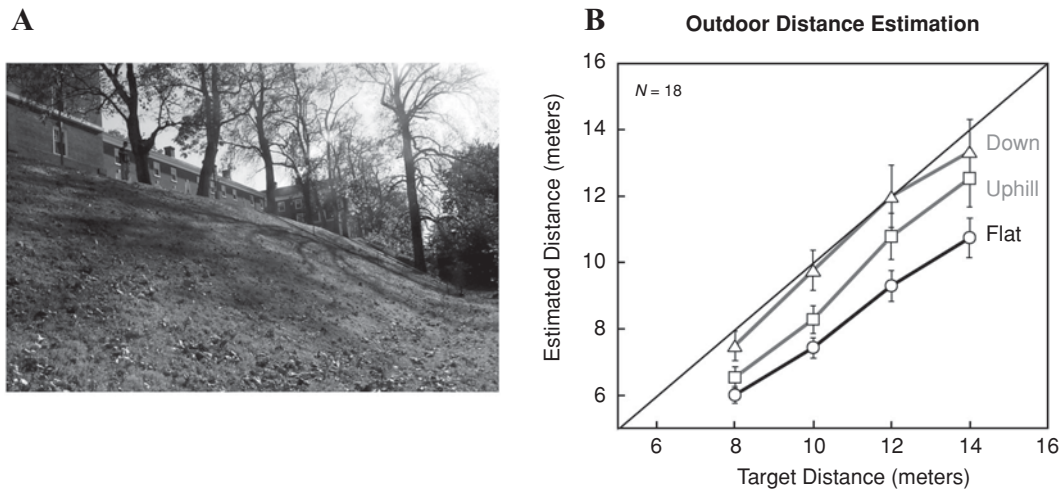 A
B
Outdoor Distance Estimation
N = 18
Estimated Distance (meters)
16
14
12
10
8
6
Down
Uphill
Flat
6 8 10 12 14 16
Target Distance (meters)